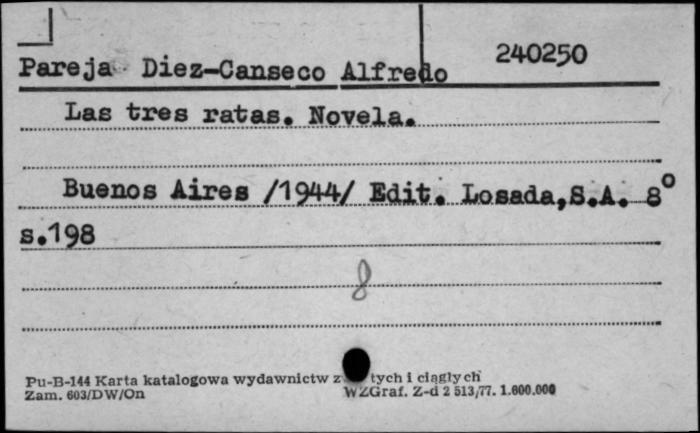 240250
Pareja Diez-Canseco Alfredo
Las tres ratas. Novela.
Buenos Aires /1944/ Edit. Losada,S.A. 8°
s.198
8
Pu-B-144 Karta katalogowa wydawnictw z tych i ciągłych
Zam. 603/DW/On WZGraf. Z-d 2 513/77. 1.600.000